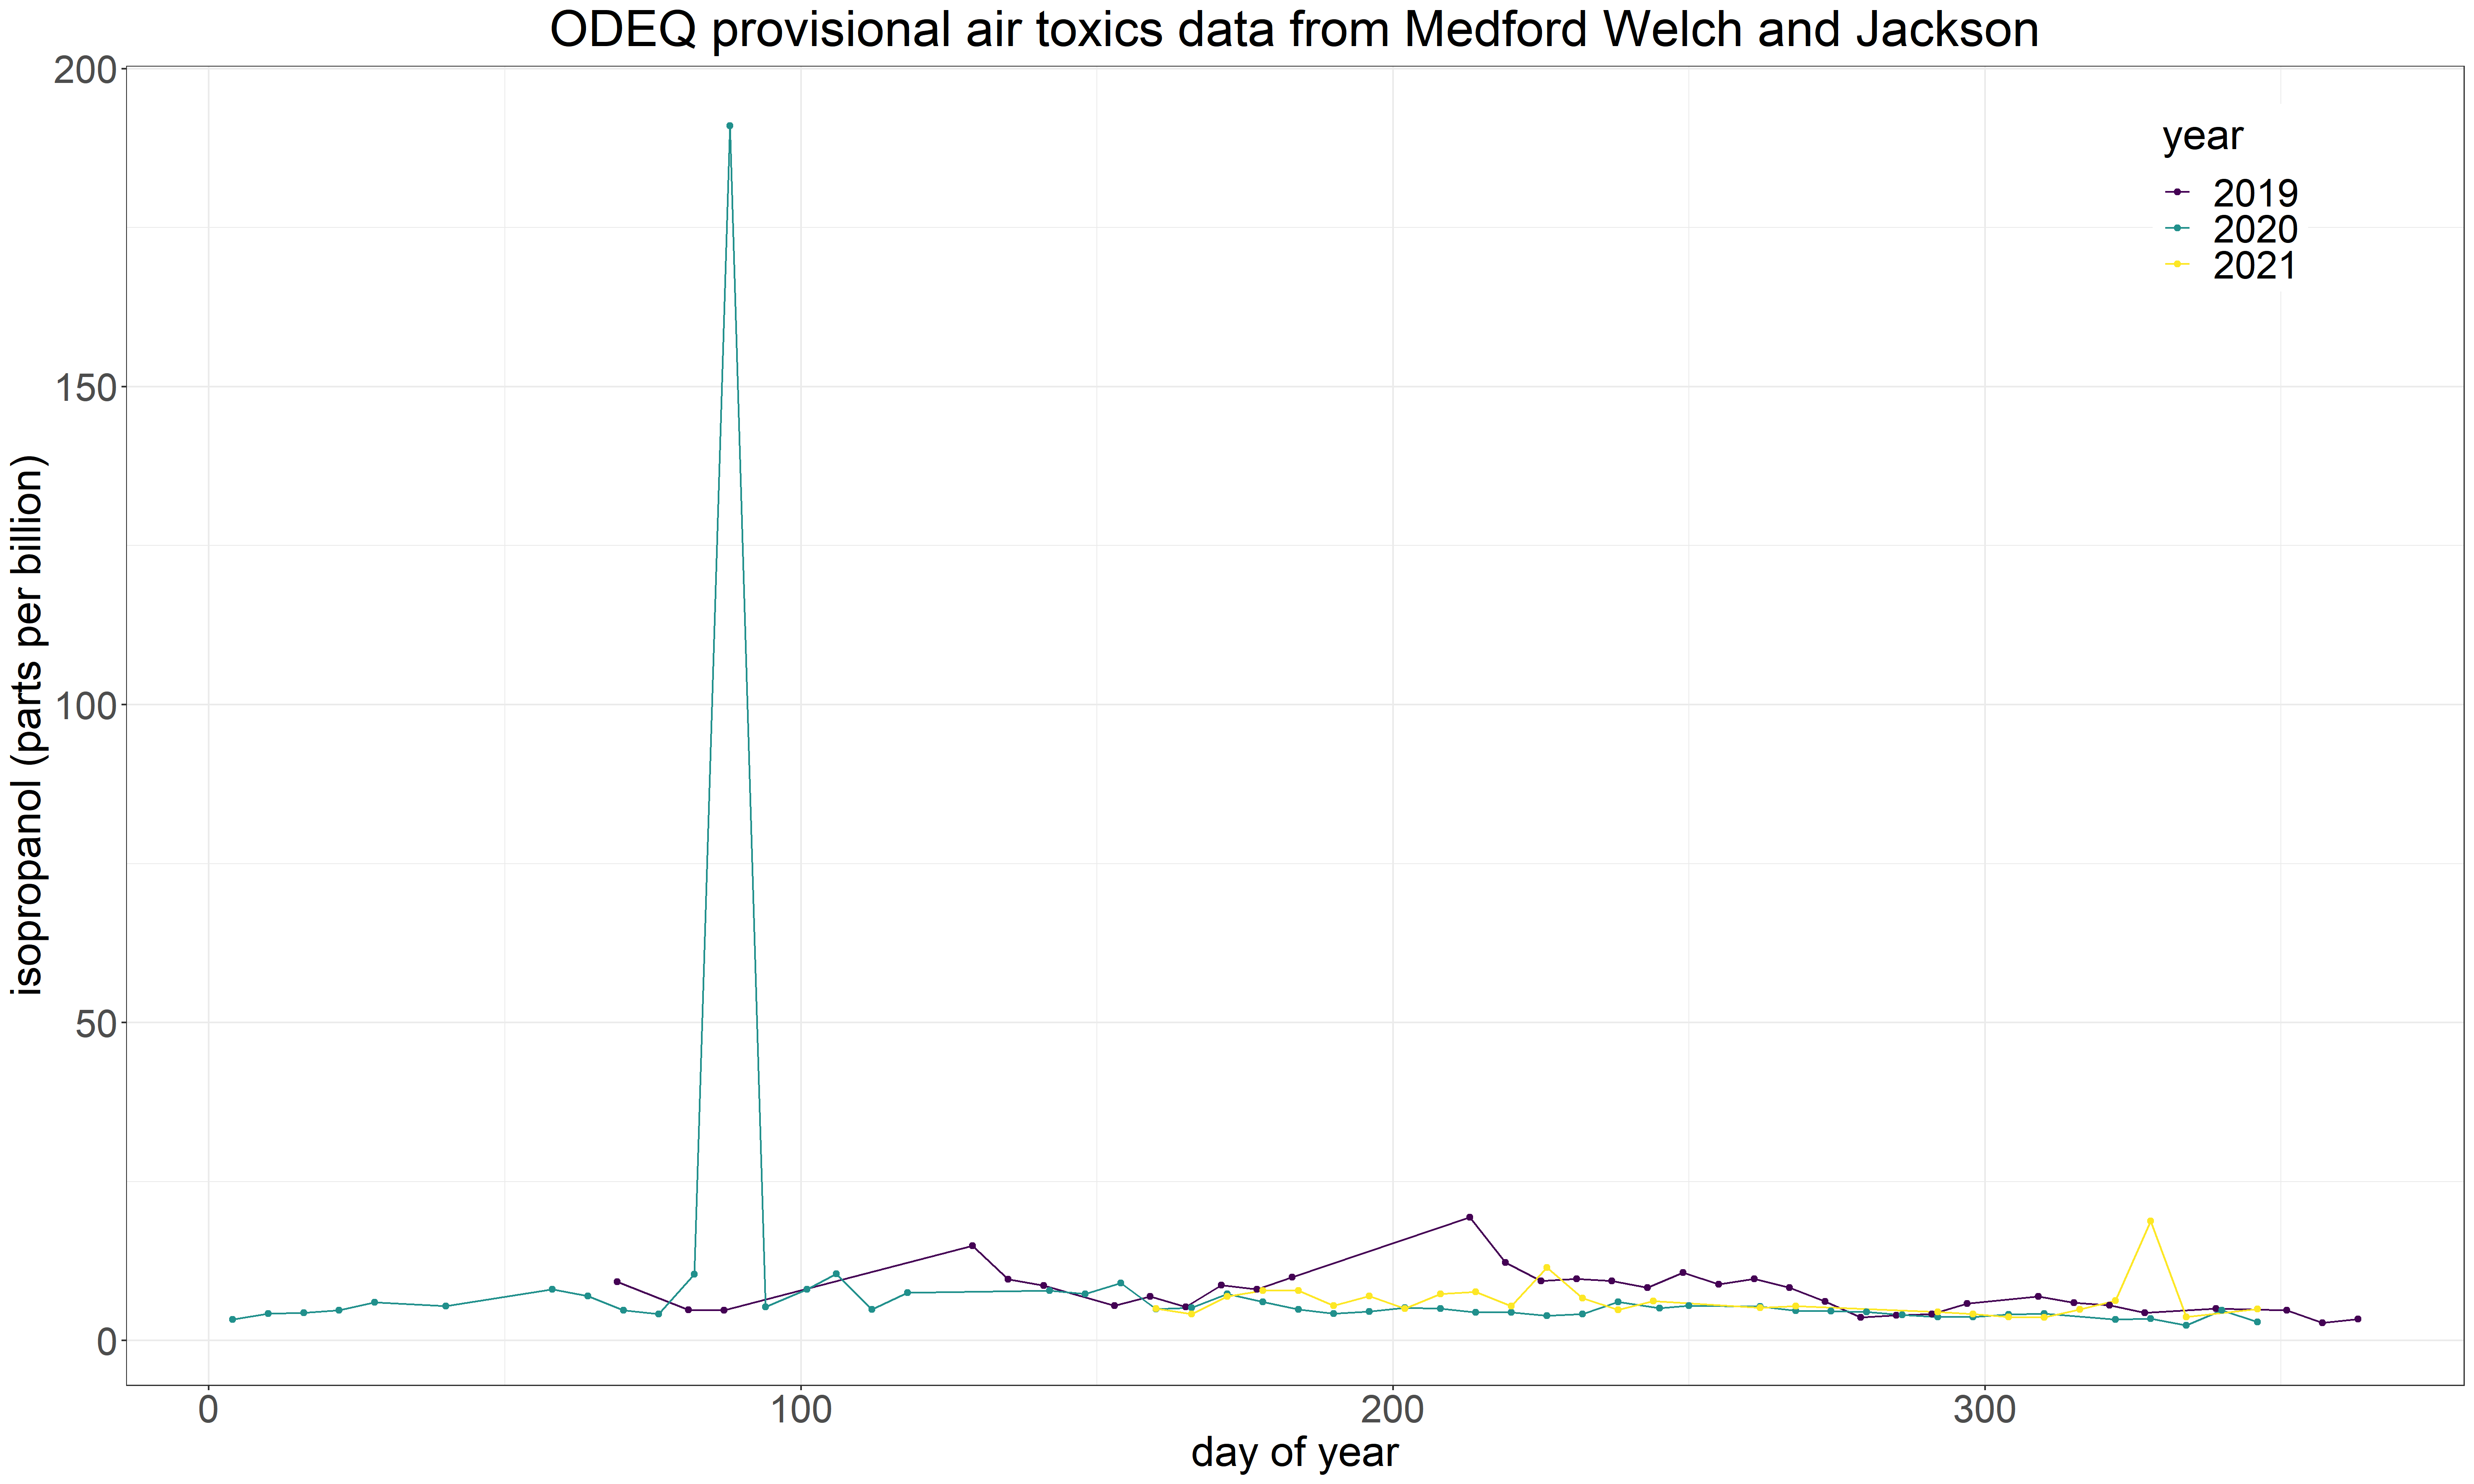 ODEQ provisional air toxics data from Medford Welch and Jackson
200
150
100
50
0
isopropanol (parts per billion)
year
2019
2020
2021
0 100 200 300
day of year